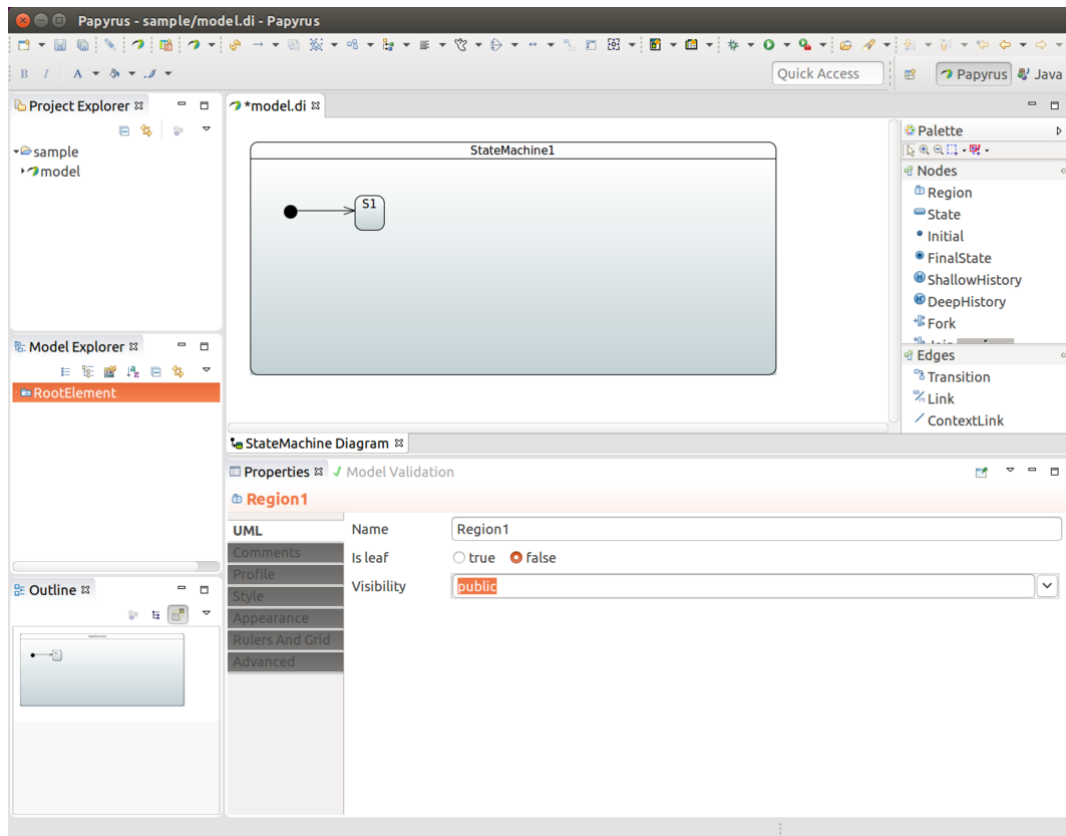 Papyrus - sample/model.di - Papyrus
B I A
Quick Access
Papyrus
Java
Project Explorer
sample
model
*model.di
StateMachine1
S1
Palette
Nodes
Region
State
Initial
FinalState
ShallowHistory
DeepHistory
Fork
Edges
Transition
Link
ContextLink
Model Explorer
RootElement
StateMachine Diagram
Properties
Model Validation
Region1
UML
Comments
Profile
Style
Appearance
Rulers And Grid
Advanced
Name Region1
Is leaf true false
Visibility public
Outline